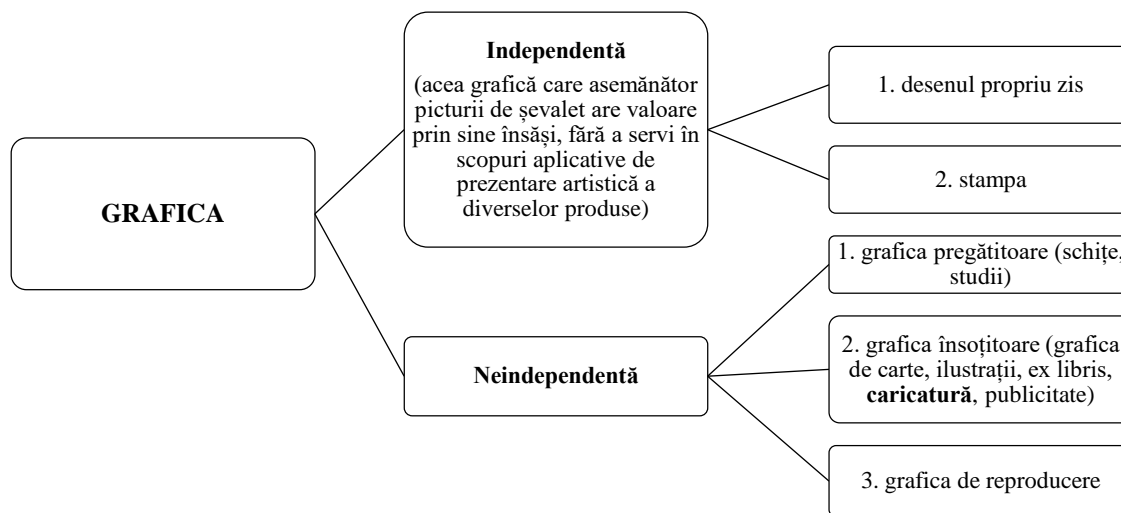 GRAFICA
Independentă
(acea grafică care asemănător
picturii de șevalet are valoare
prin sine însăși, fără a servi în
scopuri aplicative de
prezentare artistică a
diverselor produse)
1. desenul propriu zis
2. stampa
Neindependentă
1. grafica pregătitoare (schițe,
studii)
2. grafica însoțitoare (grafica
de carte, ilustrații, ex libris,
caricatură, publicitate)
3. grafica de reproducere